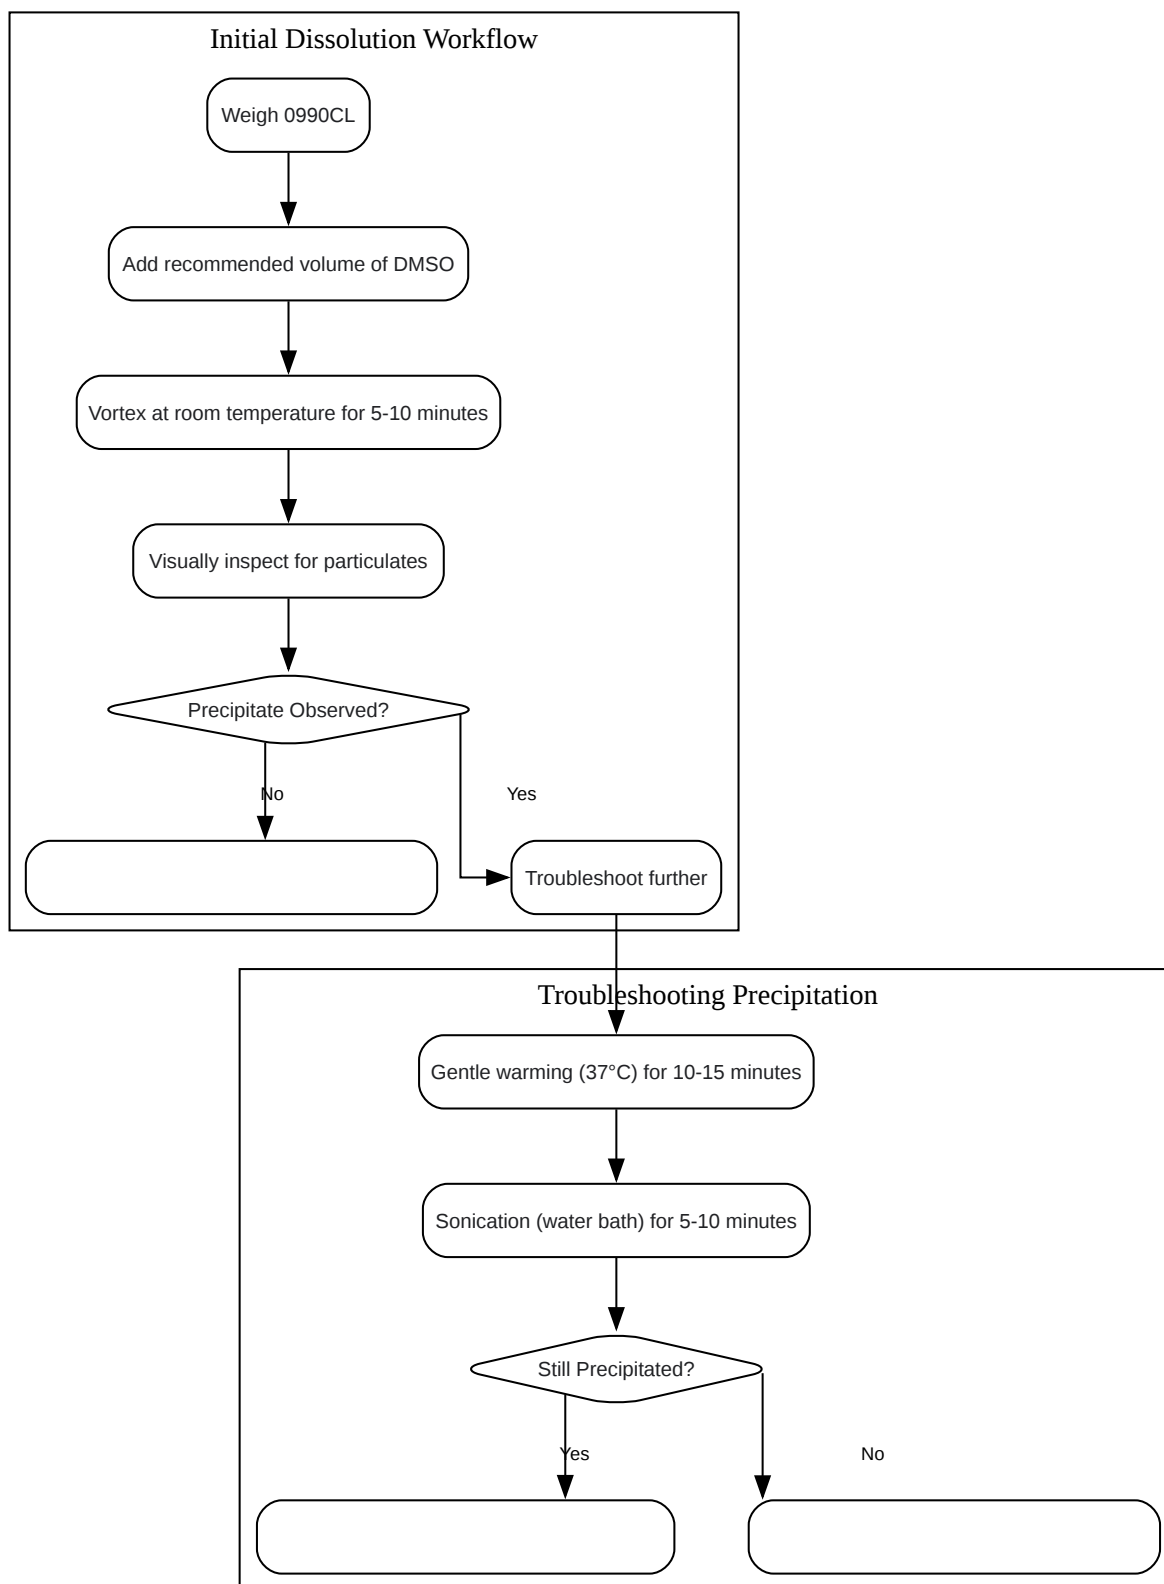 Initial Dissolution Workflow
Weigh 0990CL
Add recommended volume of DMSO
Vortex at room temperature for 5-10 minutes
Visually inspect for particulates
Precipitate Observed?
No
Yes
Troubleshoot further
Troubleshooting Precipitation
Gentle warming (37°C) for 10-15 minutes
Sonication (water bath) for 5-10 minutes
Still Precipitated?
Yes
No